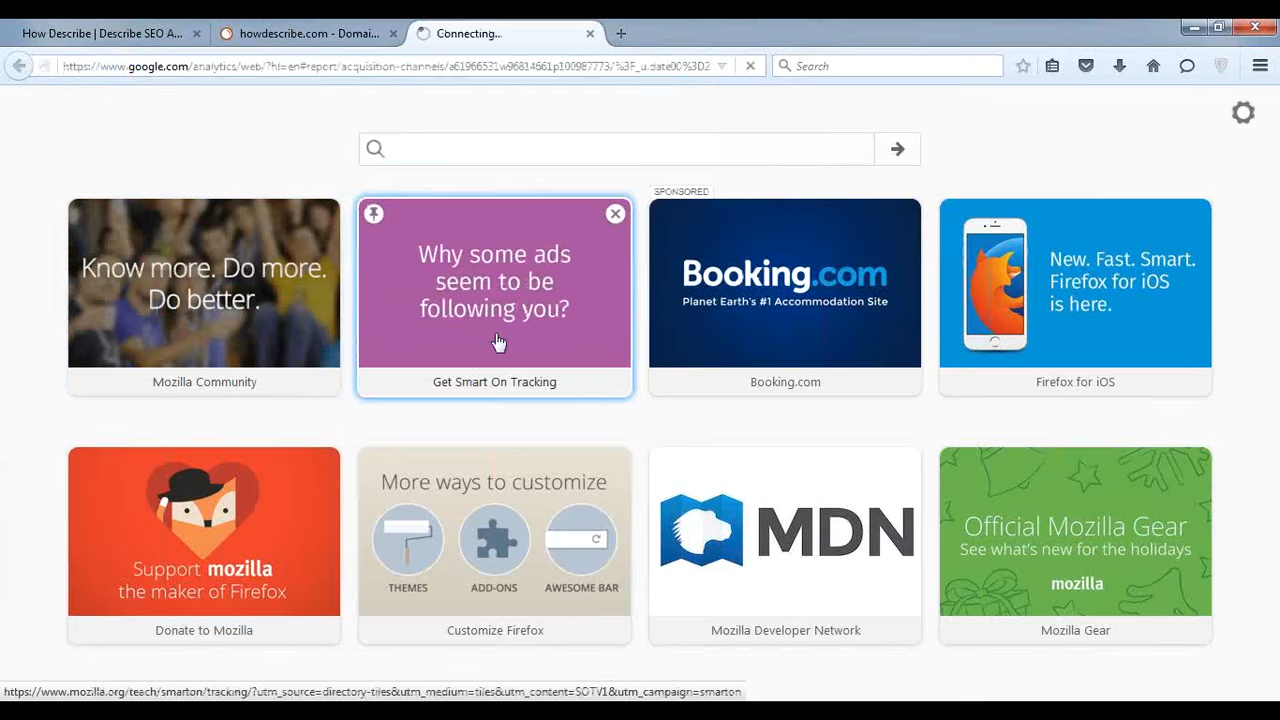 How Describe | Describe SEO A...
howdescribe.com - Domai...
Connecting...
https://www.google.com/analytics/web/?hl=en#report/acquisition-channels/a61966531w96814661p100987773/%3F_u.date00%3D2
Search
SPONSORED
Know more. Do more.
Do better.
Mozilla Community
Why some ads
seem to be
following you?
Get Smart On Tracking
Booking.com
Planet Earth's #1 Accommodation Site
Booking.com
New. Fast. Smart.
Firefox for iOS
is here.
Firefox for iOS
Support mozilla
the maker of Firefox
Donate to Mozilla
More ways to customize
THEMES
ADD-ONS
AWESOME BAR
Customize Firefox
MDN
Mozilla Developer Network
Official Mozilla Gear
See what's new for the holidays
mozilla
Mozilla Gear
https://www.mozilla.org/teach/smarton/tracking/?utm_source=directory-tiles&utm_medium=tiles&utm_content=SOTV1&utm_campaign=smarton